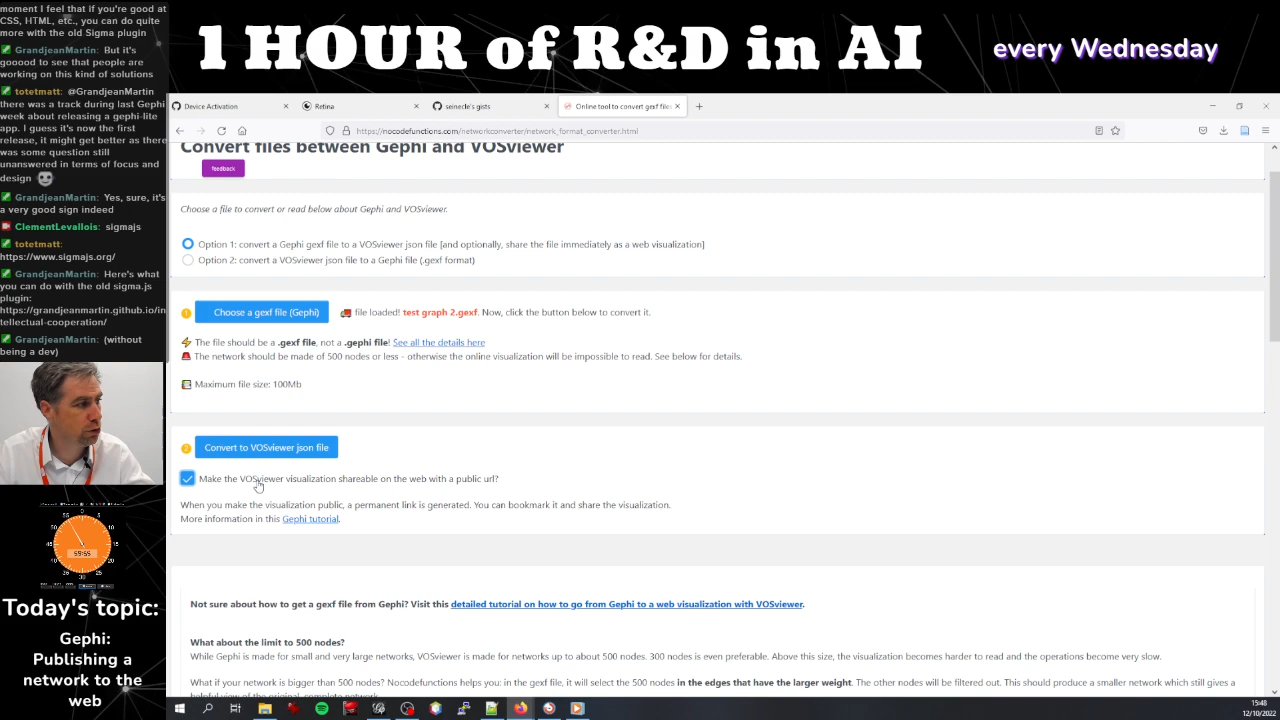 moment I feel that if you're good at
CSS, HTML, etc., you can do quite
more with the old Sigma plugin
GrandjeanMartin: But it's
gooood to see that people are
working on this kind of solutions
totetmatt: @GrandjeanMartin
there was a track during last Gephi
week about releasing a gephi-lite
app. I guess it's now the first
release, it might get better as there
was some question still
unanswered in terms of focus and
design
GrandjeanMartin: Yes, sure, it's
a very good sign indeed
ClementLevallois: sigmajs
totetmatt:
https://www.sigmajs.org/
GrandjeanMartin: Here's what
you can do with the old sigma.js
plugin:
https://grandjeanmartin.github.io/in
tellectual-cooperation/
GrandjeanMartin: (without
being a dev)
55:55
Today's topic:
Gephi:
Publishing a
network to the
web
1 HOUR of R&D in AI
every Wednesday
Device Activation
Retina
seinecle's gists
Online tool to convert gexf file
https://nocodefunctions.com/networkconverter/network_format_converter.html
Convert files between Gephi and VOSviewer
feedback
Choose a file to convert or read below about Gephi and VOSviewer.
Option 1: convert a Gephi gexf file to a VOSviewer json file [and optionally, share the file immediately as a web visualization]
Option 2: convert a VOSviewer json file to a Gephi file (.gexf format)
1 Choose a gexf file (Gephi) file loaded! test graph 2.gexf. Now, click the button below to convert it.
The file should be a .gexf file, not a .gephi file! See all the details here
The network should be made of 500 nodes or less - otherwise the online visualization will be impossible to read. See below for details.
Maximum file size: 100Mb
2 Convert to VOSviewer json file
Make the VOSviewer visualization shareable on the web with a public url?
When you make the visualization public, a permanent link is generated. You can bookmark it and share the visualization.
More information in this Gephi tutorial.
Not sure about how to get a gexf file from Gephi? Visit this detailed tutorial on how to go from Gephi to a web visualization with VOSviewer.
What about the limit to 500 nodes?
While Gephi is made for small and very large networks, VOSviewer is made for networks up to about 500 nodes. 300 nodes is even preferable. Above this size, the visualization becomes harder to read and the operations become very slow.
What if your network is bigger than 500 nodes? Nocodefunctions helps you: in the gexf file, it will select the 500 nodes in the edges that have the larger weight. The other nodes will be filtered out. This should produce a smaller network which still gives a
helpful view of the original, complete network.
15:48
12/10/2022